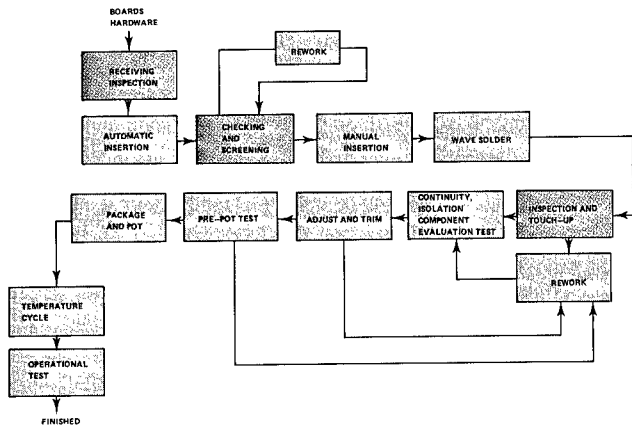 BOARDS
HARDWARE
RECEIVING
INSPECTION
REWORK
AUTOMATIC
INSERTION
CHECKING
AND
SCREENING
MANUAL
INSERTION
WAVE SOLDER
PACKAGE
AND POT
PRE-POT TEST
ADJUST AND TRIM
CONTINUITY,
ISOLATION
COMPONENT
EVALUATION TEST
INSPECTION AND
TOUCH-UP
REWORK
TEMPERATURE
CYCLE
OPERATIONAL
TEST
FINISHED